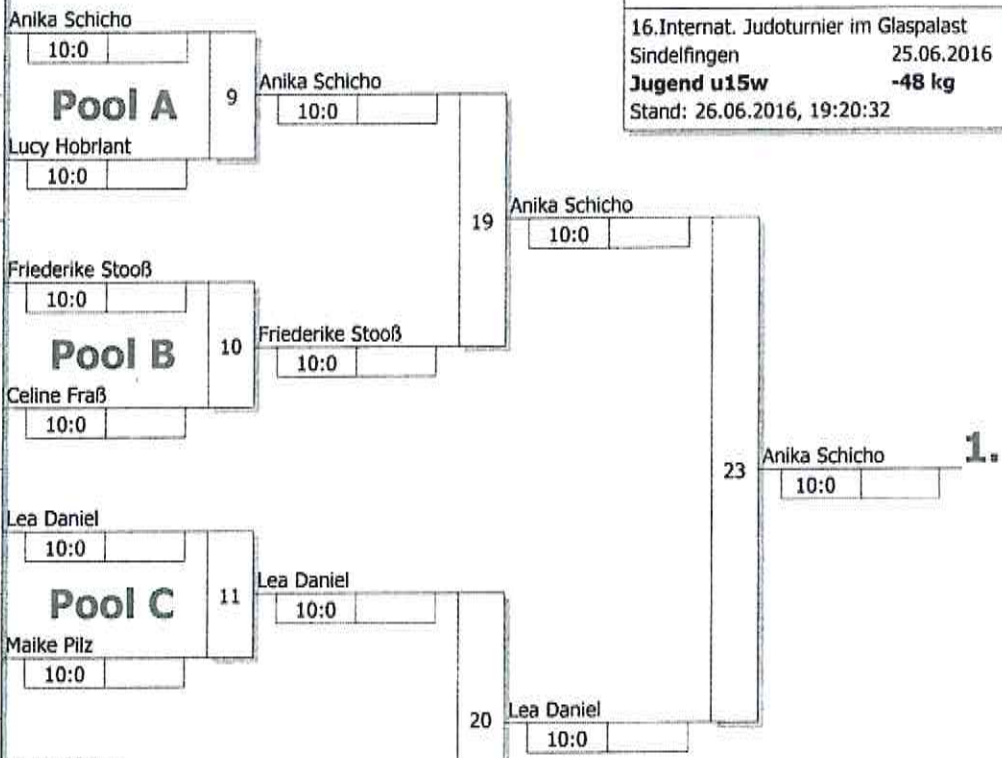 16.Internat. Judoturnier im Glaspalast
Sindelfingen 25.06.2016
Jugend u15w -48 kg
Stand: 26.06.2016, 19:20:32
Anika Schicho
10:0
Pool A
9
Lucy Hobrlant
10:0
Anika Schicho
10:0
19
Friederike Stooß
10:0
Pool B
10
Celine Fraß
10:0
Friederike Stooß
10:0
Anika Schicho
10:0
23
Anika Schicho
10:0
1.
Lea Daniel
10:0
Pool C
11
Maike Pilz
10:0
Lea Daniel
10:0
20
Lea Daniel
10:0